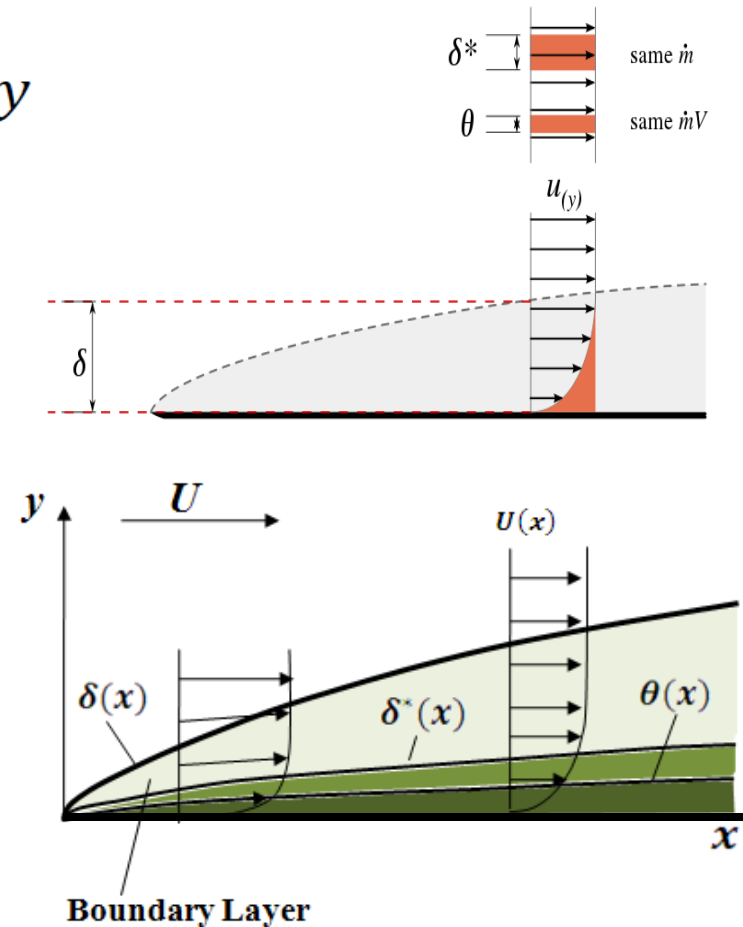 δ* same ṁ
y
θ same ṁV
u(y)
δ
y U U(x)
δ(x) δ*(x) θ(x)
x
Boundary Layer